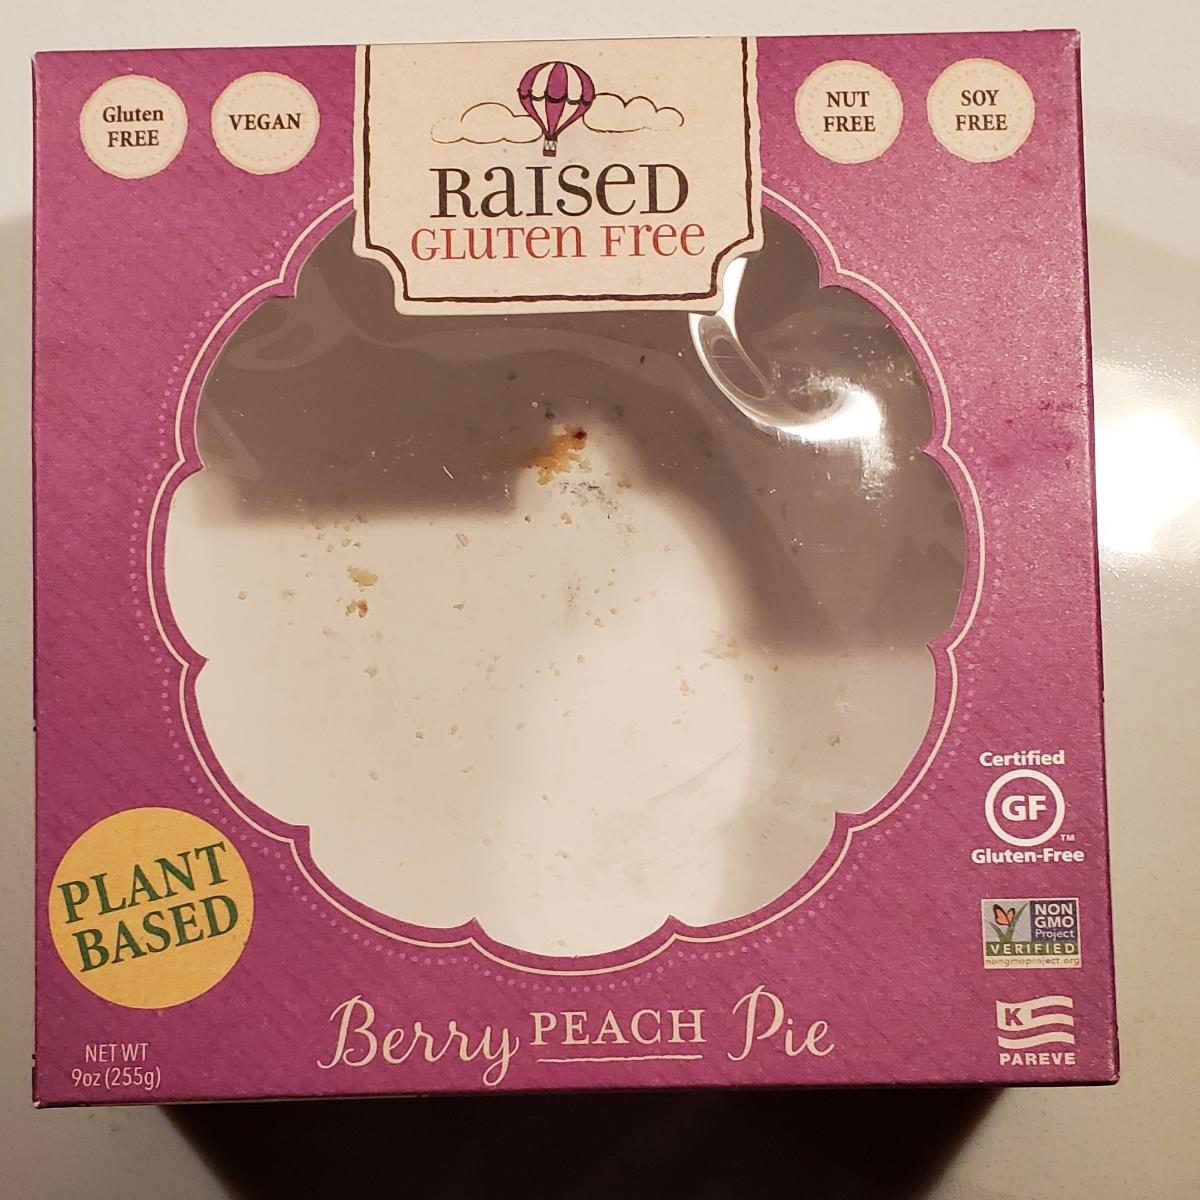 Gluten
FREE
VEGAN
RaISeD
GLUTen Free
NUT
FREE
SOY
FREE
PLANT
BASED
Certified
GF
TM
Gluten-Free
NON
GMO
Project
VERIFIED
nongmoproject.org
K
PAREVE
Berry PEACH Pie
NET WT
9oz (255g)